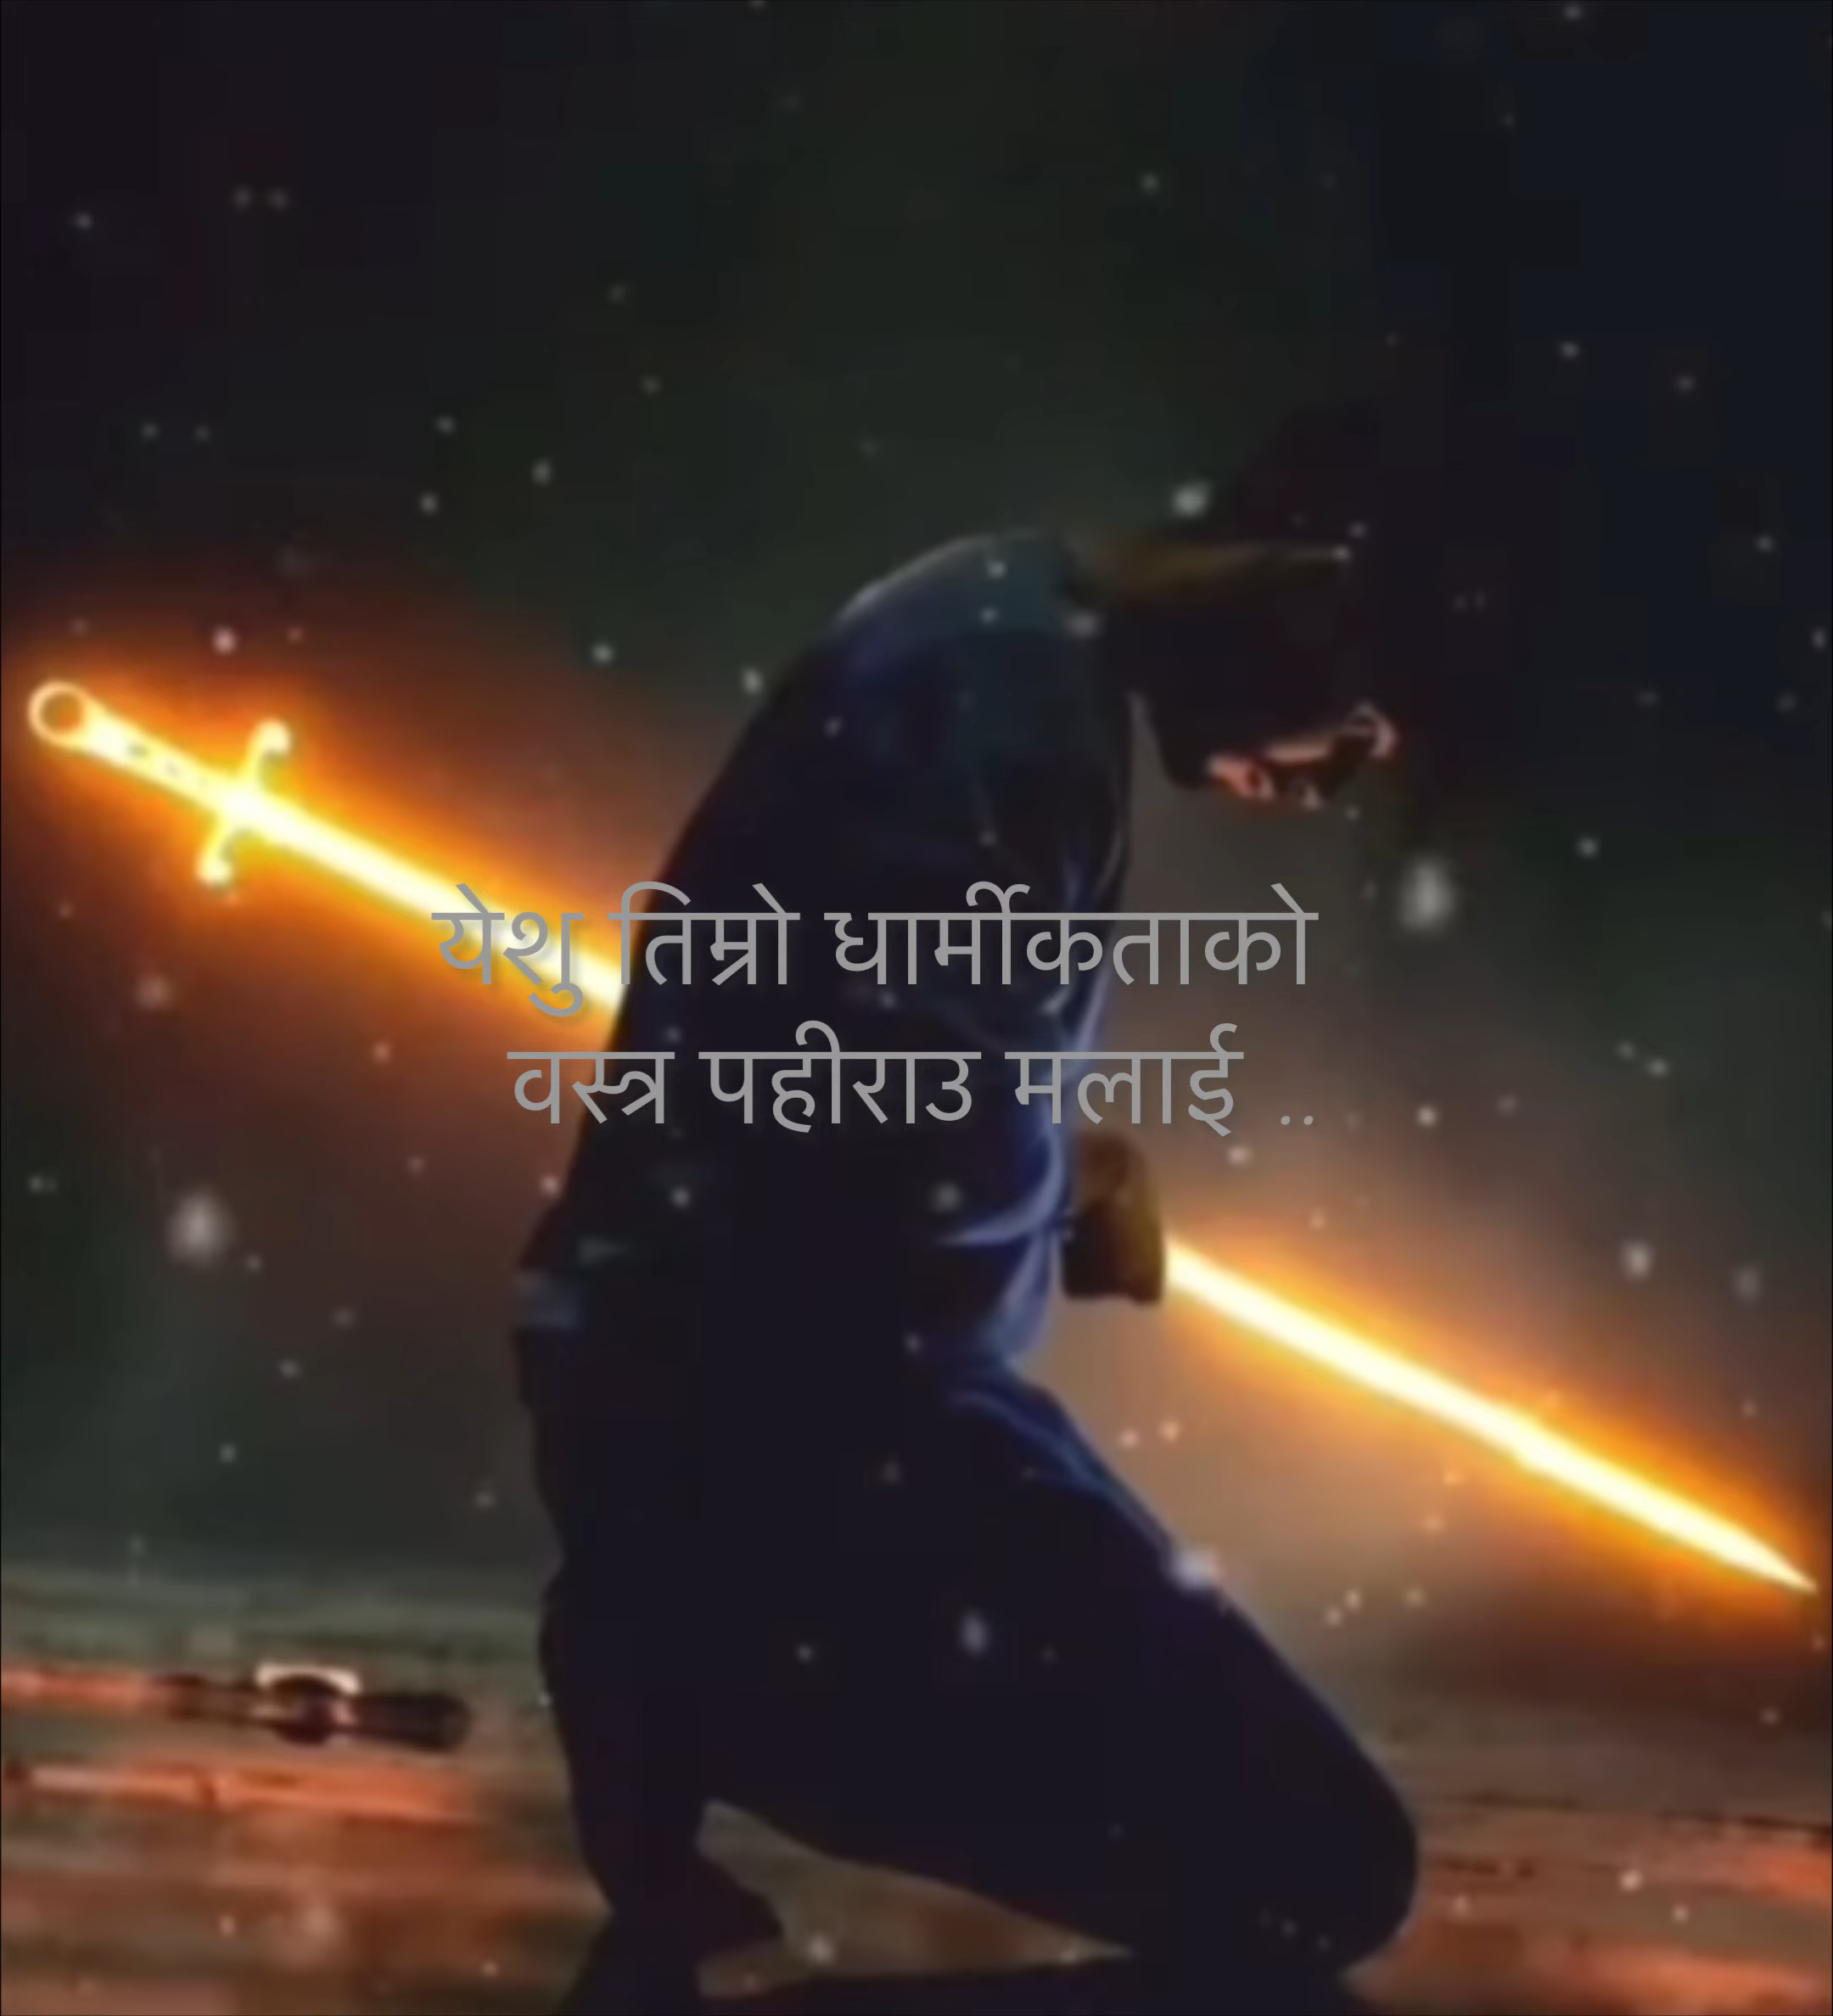 येशु तिम्रो धार्मीकताको
वस्त्र पहीराउ मलाई ..